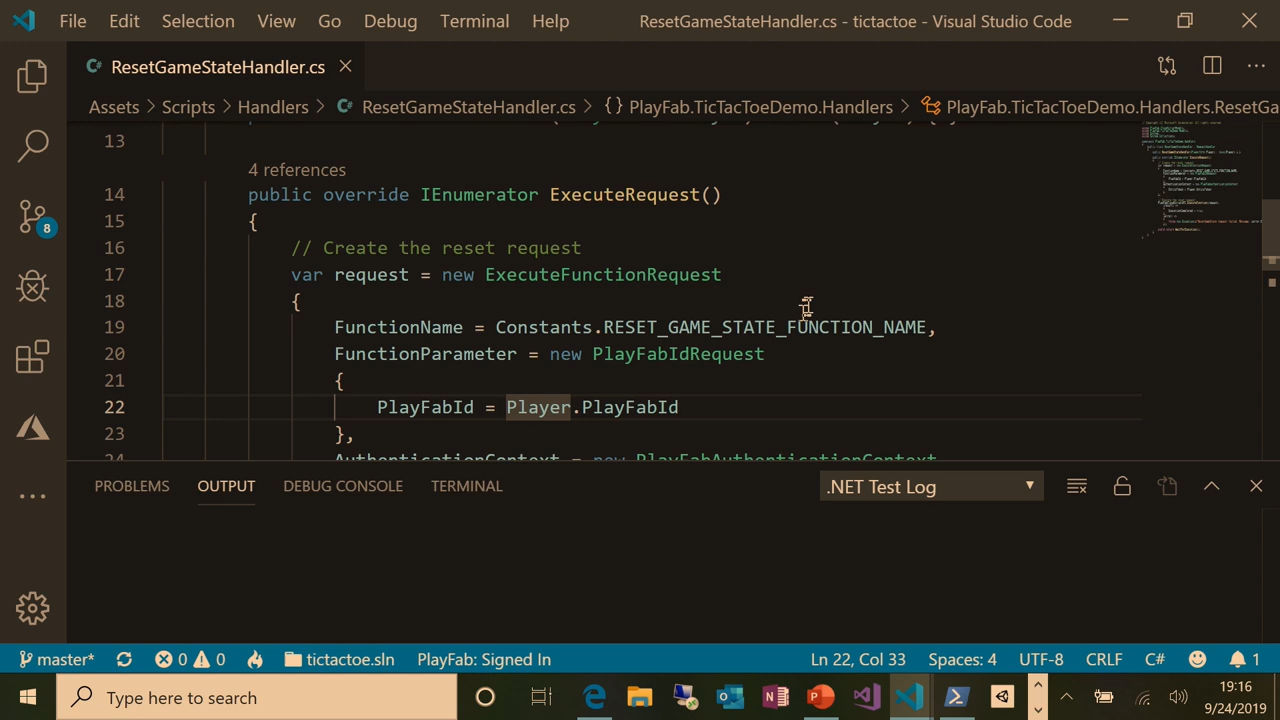 File Edit Selection View Go Debug Terminal Help ResetGameStateHandler.cs - tictactoe - Visual Studio Code
C# ResetGameStateHandler.cs
Assets > Scripts > Handlers > C# ResetGameStateHandler.cs > {} PlayFab.TicTacToeDemo.Handlers > PlayFab.TicTacToeDemo.Handlers.ResetGa
13
4 references
14 public override IEnumerator ExecuteRequest()
15 {
16 // Create the reset request
17 var request = new ExecuteFunctionRequest
18 {
19 FunctionName = Constants.RESET_GAME_STATE_FUNCTION_NAME,
20 FunctionParameter = new PlayFabIdRequest
21 {
22 PlayFabId = Player.PlayFabId
23 },
24 AuthenticationContext = new PlayFabAuthenticationContext
8
PROBLEMS OUTPUT DEBUG CONSOLE TERMINAL .NET Test Log
master* 0 0 tictactoe.sln PlayFab: Signed In Ln 22, Col 33 Spaces: 4 UTF-8 CRLF C# 1
Type here to search
19:16
9/24/2019